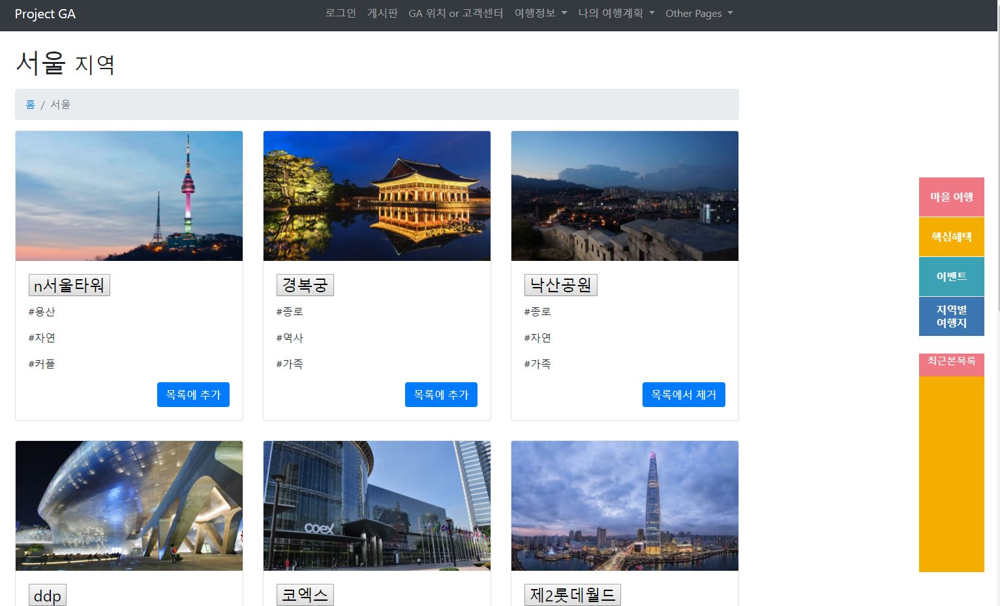 Project GA
로그인 게시판 GA 위치 or 고객센터 여행정보 나의 여행계획 Other Pages
서울 지역
홈 / 서울
n서울타워
#용산
#자연
#커플
목록에 추가
경복궁
#종로
#역사
#가족
목록에 추가
낙산공원
#종로
#자연
#가족
목록에서 제거
coex
ddp
코엑스
제2롯데월드
마을 여행
핵심혜택
이벤트
지역별
여행지
최근본목록